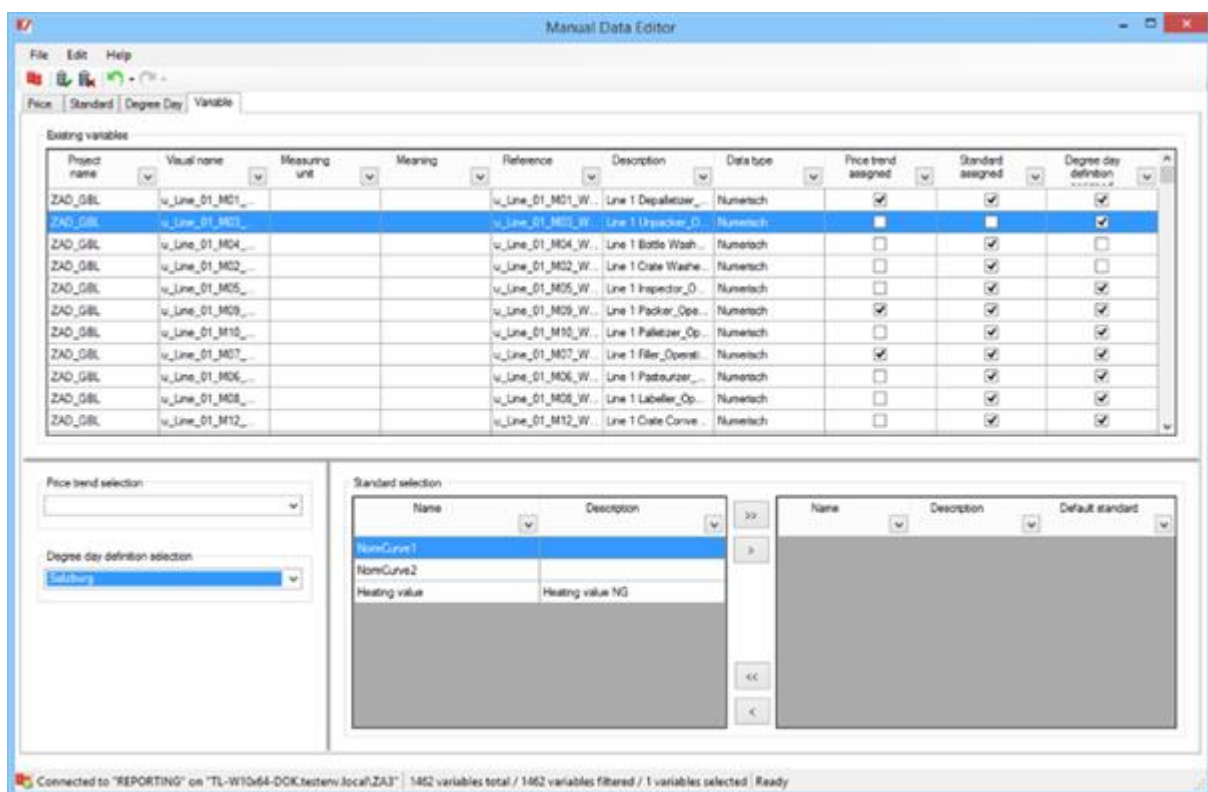 Manual Data Editor
File Edit Help
Price Standard Degree Day Variable
Existing variables
Project name Visual name Measuring unit Meaning Reference Description Data type Price trend assigned Standard assigned Degree day definition
ZAD_GBL u_Line_01_M01_... u_Line_01_M01_W... Line 1 Depalletizer_... Numerisch
ZAD_GBL u_Line_01_M03_... u_Line_01_M03_W... Line 1 Unpacker_O... Numerisch
ZAD_GBL u_Line_01_M04_... u_Line_01_M04_W... Line 1 Bottle Wash... Numerisch
ZAD_GBL u_Line_01_M02_... u_Line_01_M02_W... Line 1 Crate Washe... Numerisch
ZAD_GBL u_Line_01_M05_... u_Line_01_M05_W... Line 1 Inspector_O... Numerisch
ZAD_GBL u_Line_01_M09_... u_Line_01_M09_W... Line 1 Packer_Ope... Numerisch
ZAD_GBL u_Line_01_M10_... u_Line_01_M10_W... Line 1 Palletizer_Op... Numerisch
ZAD_GBL u_Line_01_M07_... u_Line_01_M07_W... Line 1 Filler_Operati... Numerisch
ZAD_GBL u_Line_01_M06_... u_Line_01_M06_W... Line 1 Pasteurizer_... Numerisch
ZAD_GBL u_Line_01_M08_... u_Line_01_M08_W... Line 1 Labeller_Op... Numerisch
ZAD_GBL u_Line_01_M12_... u_Line_01_M12_W... Line 1 Crate Conve... Numerisch
Price trend selection
Degree day definition selection
Salzburg
Standard selection
Name Description
NormCurve1
NormCurve2
Heating value Heating value NG
>>
>
<<
<
Name Description Default standard
Connected to "REPORTING" on "TL-W10x64-DOK.testenv.local\ZA3" 1462 variables total / 1462 variables filtered / 1 variables selected Ready